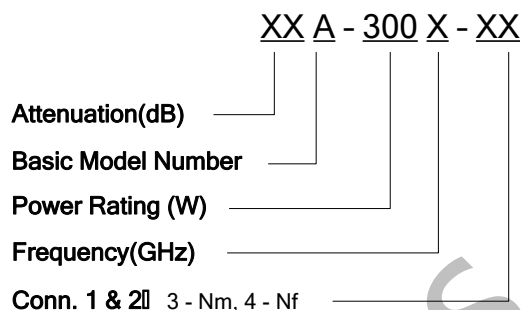 XX A - 300 X - XX
Attenuation(dB)
Basic Model Number
Power Rating (W)
Frequency(GHz)
Conn. 1 & 2▯ 3 - Nm, 4 - Nf